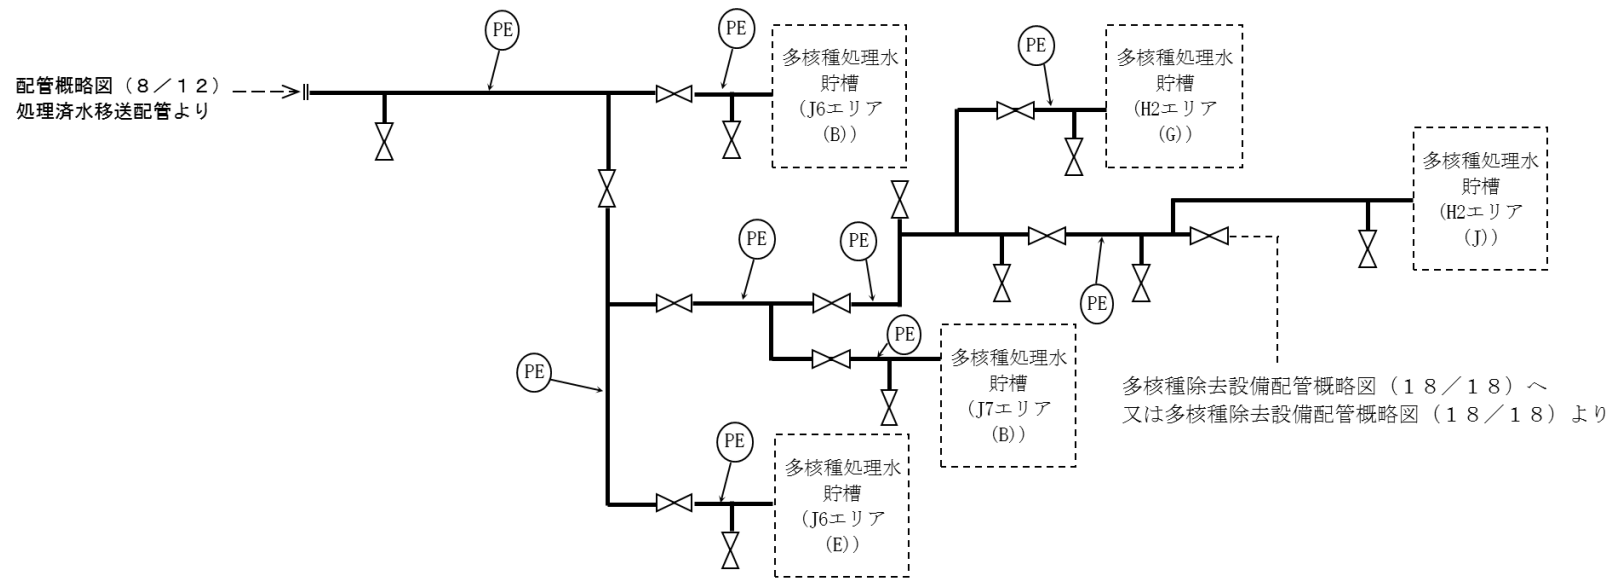 配管概略図（８／１２）
処理済水移送配管より
PE
PE
多核種処理水
貯槽
（J6エリア
(B)）
PE
多核種処理水
貯槽
（H2エリア
(G)）
多核種処理水
貯槽
（H2エリア
(J)）
PE
PE
PE
PE
多核種処理水
貯槽
（J7エリア
(B)）
PE
多核種除去設備配管概略図（１８／１８）へ
又は多核種除去設備配管概略図（１８／１８）より
PE
多核種処理水
貯槽
（J6エリア
(E)）